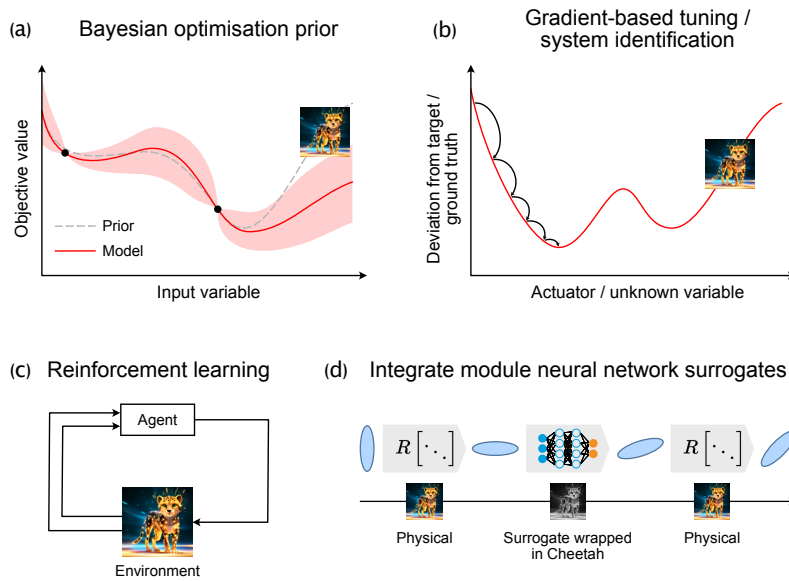 (a) Bayesian optimisation prior
Objective value
Prior
Model
Input variable
(b) Gradient-based tuning /
system identification
Deviation from target /
ground truth
Actuator / unknown variable
(c) Reinforcement learning
Agent
Environment
(d) Integrate module neural network surrogates
R [⋱]
R [⋱]
Physical
Surrogate wrapped
in Cheetah
Physical